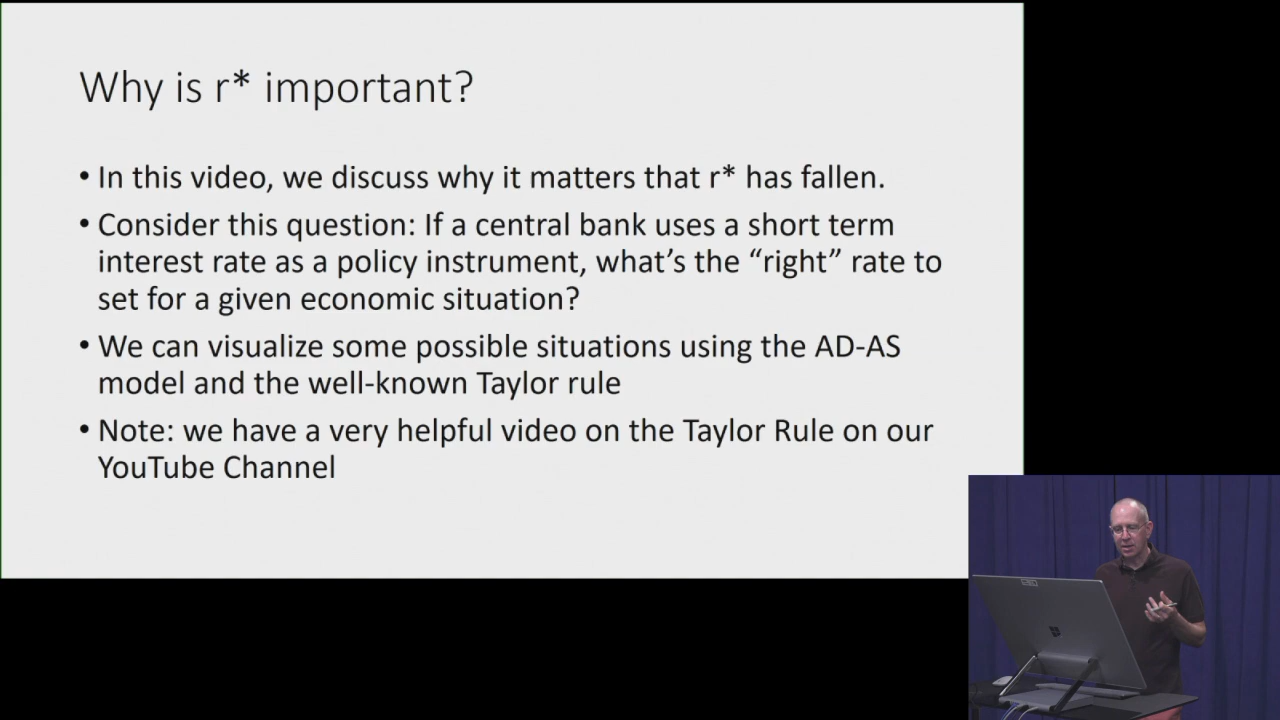 Why is r* important?
• In this video, we discuss why it matters that r* has fallen.
• Consider this question: If a central bank uses a short term
interest rate as a policy instrument, what’s the “right” rate to
set for a given economic situation?
• We can visualize some possible situations using the AD-AS
model and the well-known Taylor rule
• Note: we have a very helpful video on the Taylor Rule on our
YouTube Channel